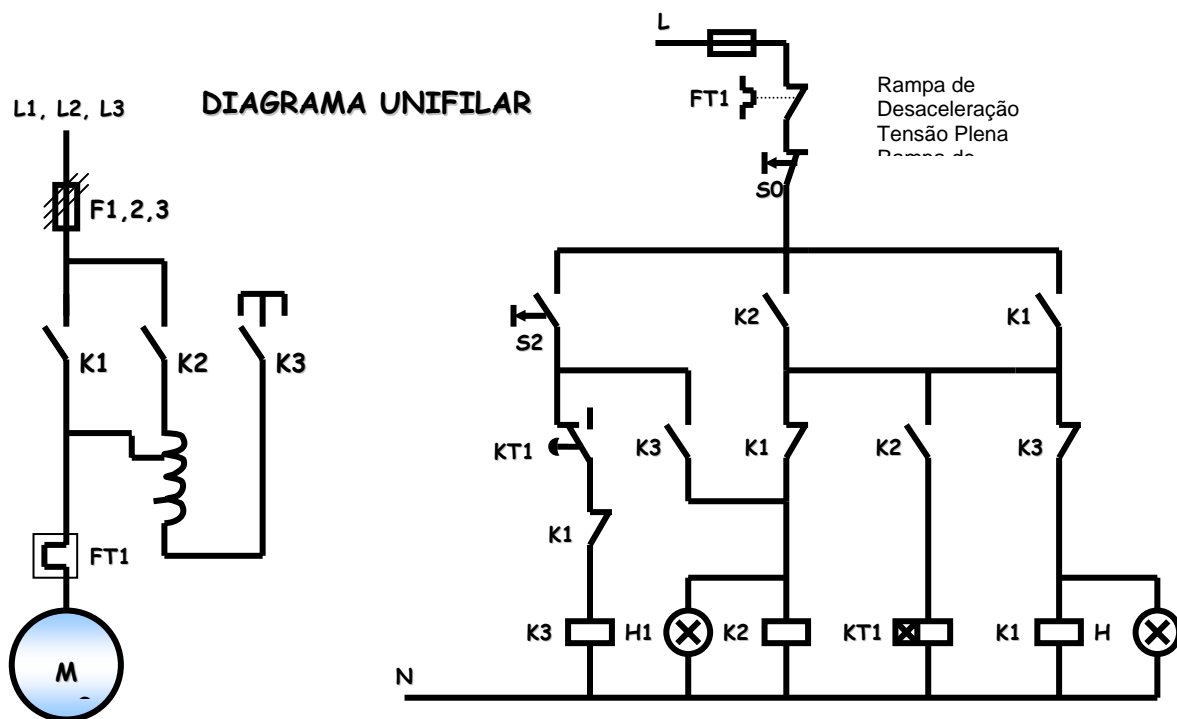 L
DIAGRAMA UNIFILAR
L1, L2, L3
FT1
Rampa de
Desaceleração
Tensão Plena
S0
F1,2,3
K1
K2
K3
S2
K2
K1
KT1
K3
K1
K2
K3
K1
FT1
K3
H1
K2
KT1
K1
H
M
N